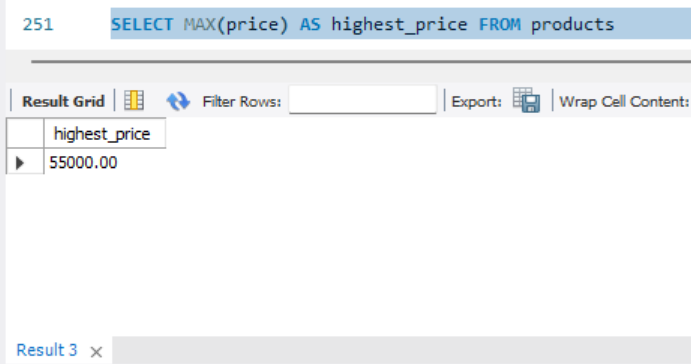 251 SELECT MAX(price) AS highest_price FROM products
Result Grid Filter Rows: Export: Wrap Cell Content:
highest_price
55000.00
Result 3